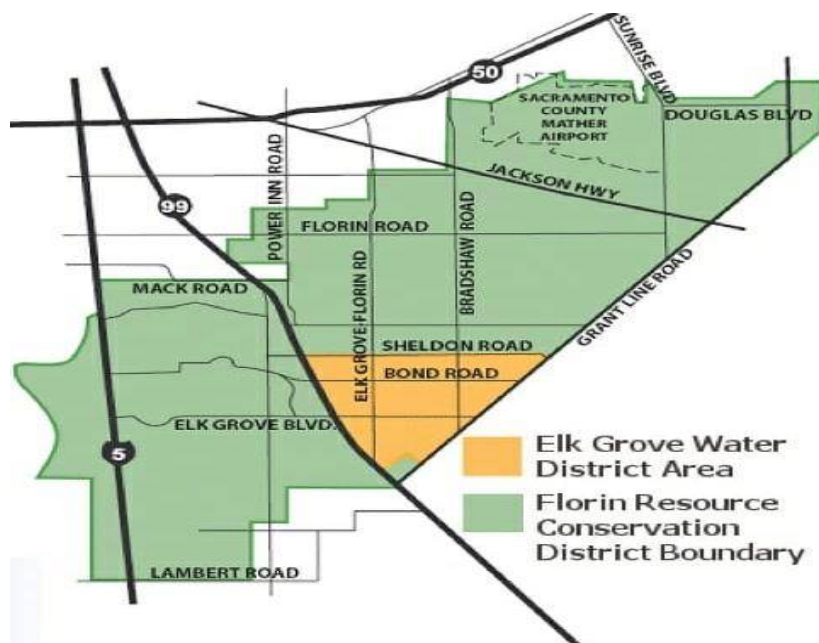 50
SUNRISE BLVD
SACRAMENTO
COUNTY
MATHER
AIRPORT
DOUGLAS BLVD
POWER INN ROAD
JACKSON HWY
99
FLORIN ROAD
BRADSHAW ROAD
ELK GROVE-FLORIN RD
MACK ROAD
GRANT LINE ROAD
SHELDON ROAD
BOND ROAD
ELK GROVE BLVD.
5
LAMBERT ROAD
Elk Grove Water
District Area
Florin Resource
Conservation
District Boundary